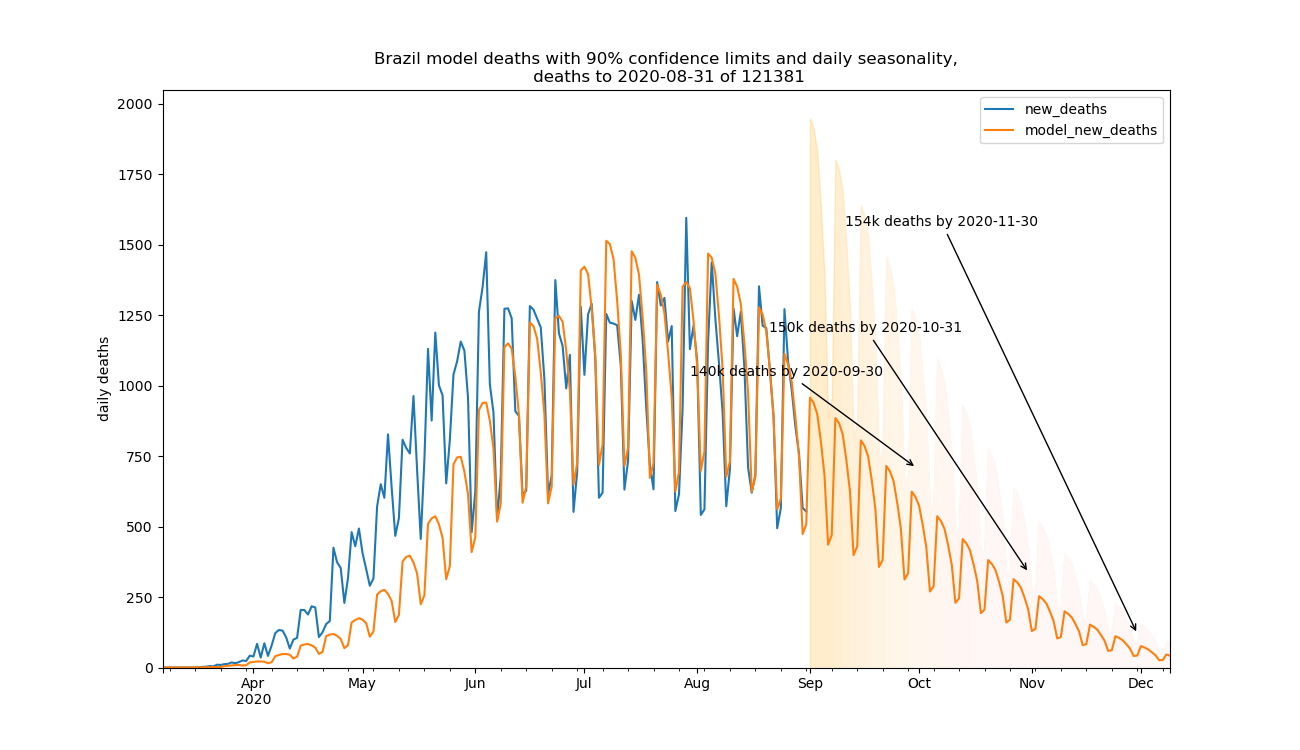 Brazil model deaths with 90% confidence limits and daily seasonality,
deaths to 2020-08-31 of 121381
new_deaths
model_new_deaths
daily deaths
2000
1750
1500
1250
1000
750
500
250
0
154k deaths by 2020-11-30
150k deaths by 2020-10-31
140k deaths by 2020-09-30
Apr
2020
May
Jun
Jul
Aug
Sep
Oct
Nov
Dec